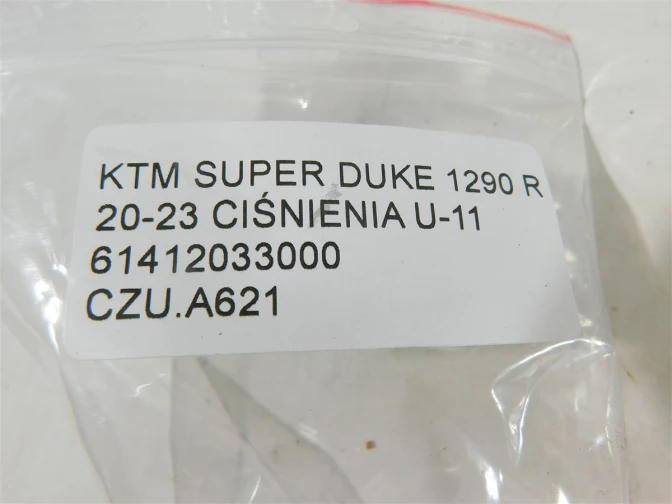 KTM SUPER DUKE 1290 R
20-23 CIŚNIENIA U-11
61412033000
CZU.A621